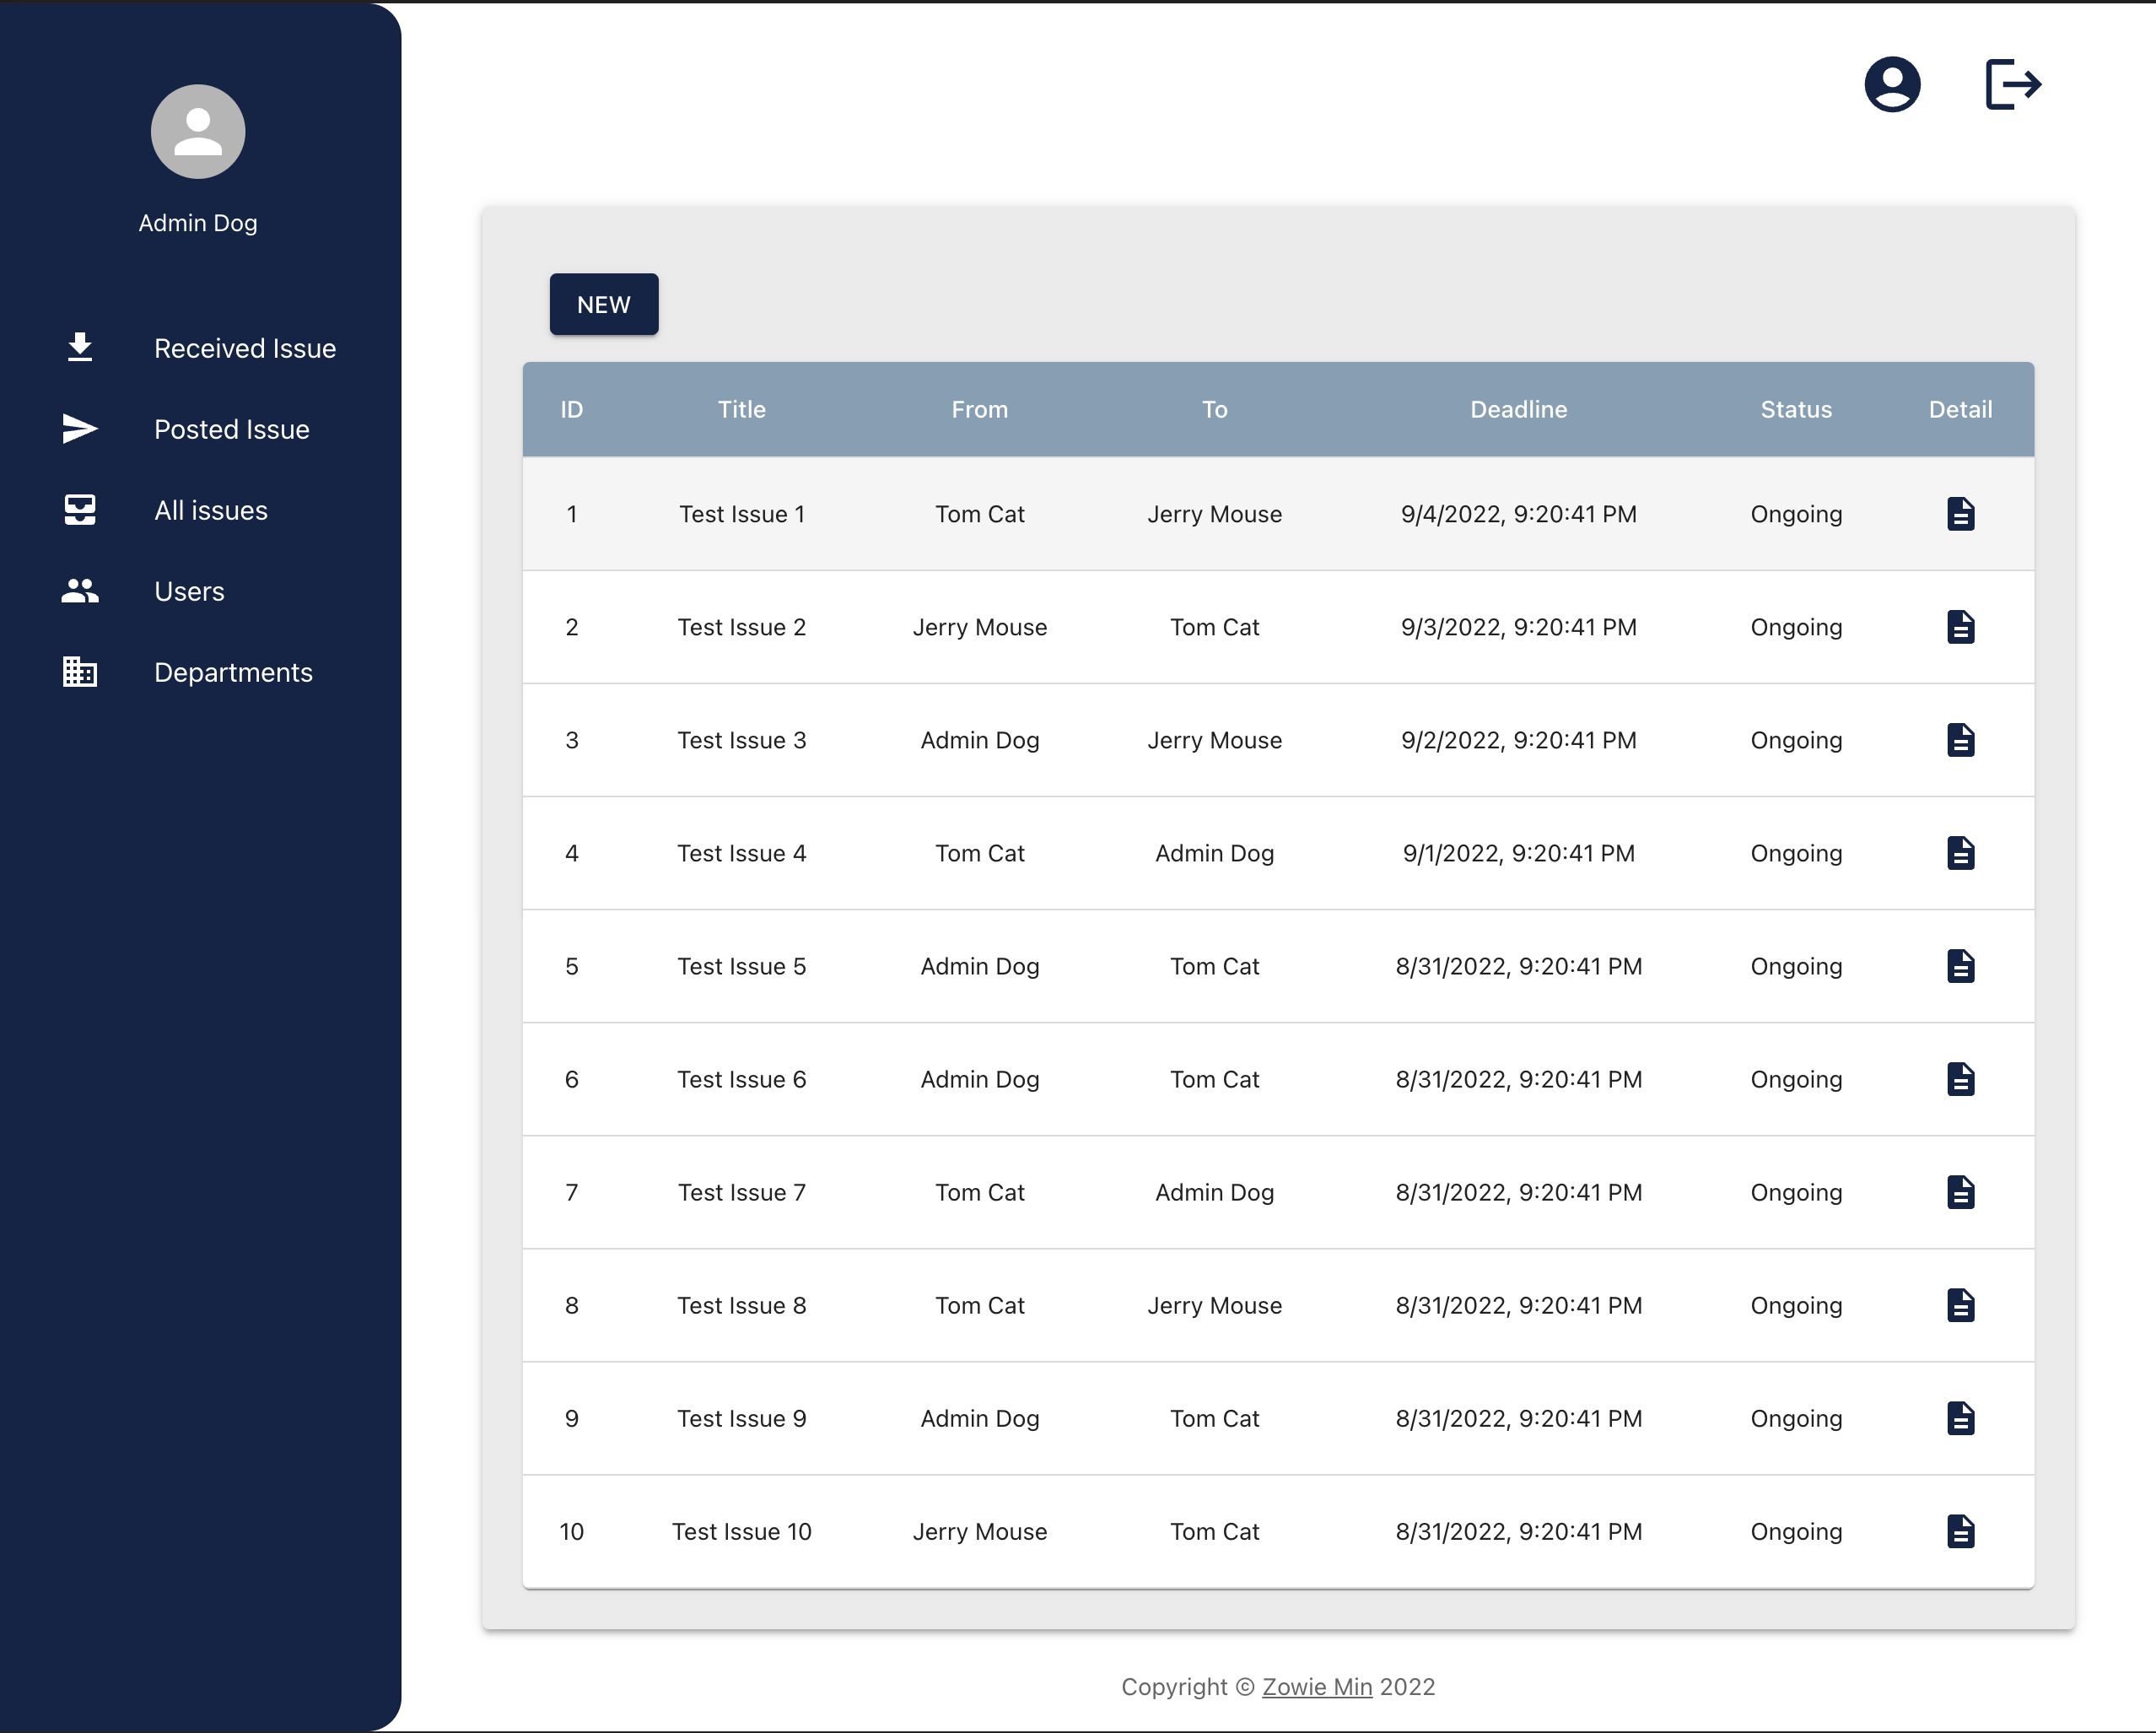 Admin Dog
Received Issue
Posted Issue
All issues
Users
Departments
NEW
ID Title From To Deadline Status Detail
1 Test Issue 1 Tom Cat Jerry Mouse 9/4/2022, 9:20:41 PM Ongoing
2 Test Issue 2 Jerry Mouse Tom Cat 9/3/2022, 9:20:41 PM Ongoing
3 Test Issue 3 Admin Dog Jerry Mouse 9/2/2022, 9:20:41 PM Ongoing
4 Test Issue 4 Tom Cat Admin Dog 9/1/2022, 9:20:41 PM Ongoing
5 Test Issue 5 Admin Dog Tom Cat 8/31/2022, 9:20:41 PM Ongoing
6 Test Issue 6 Admin Dog Tom Cat 8/31/2022, 9:20:41 PM Ongoing
7 Test Issue 7 Tom Cat Admin Dog 8/31/2022, 9:20:41 PM Ongoing
8 Test Issue 8 Tom Cat Jerry Mouse 8/31/2022, 9:20:41 PM Ongoing
9 Test Issue 9 Admin Dog Tom Cat 8/31/2022, 9:20:41 PM Ongoing
10 Test Issue 10 Jerry Mouse Tom Cat 8/31/2022, 9:20:41 PM Ongoing
Copyright © Zowie Min 2022